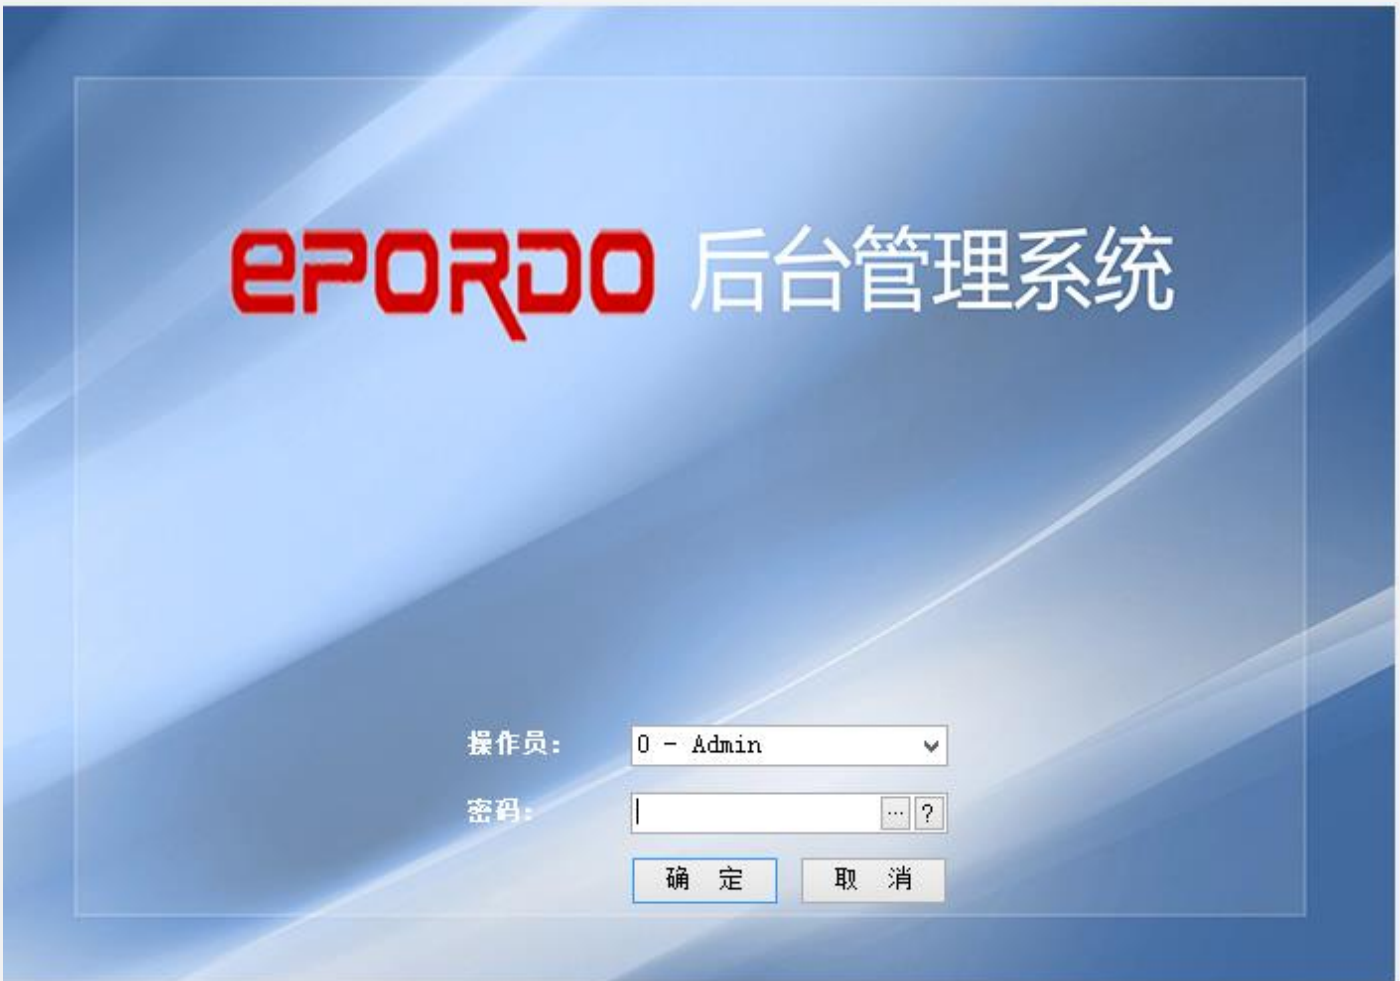 ePORDO 后台管理系统
操作员: 0 - Admin
密码: ... ?
确 定 取 消